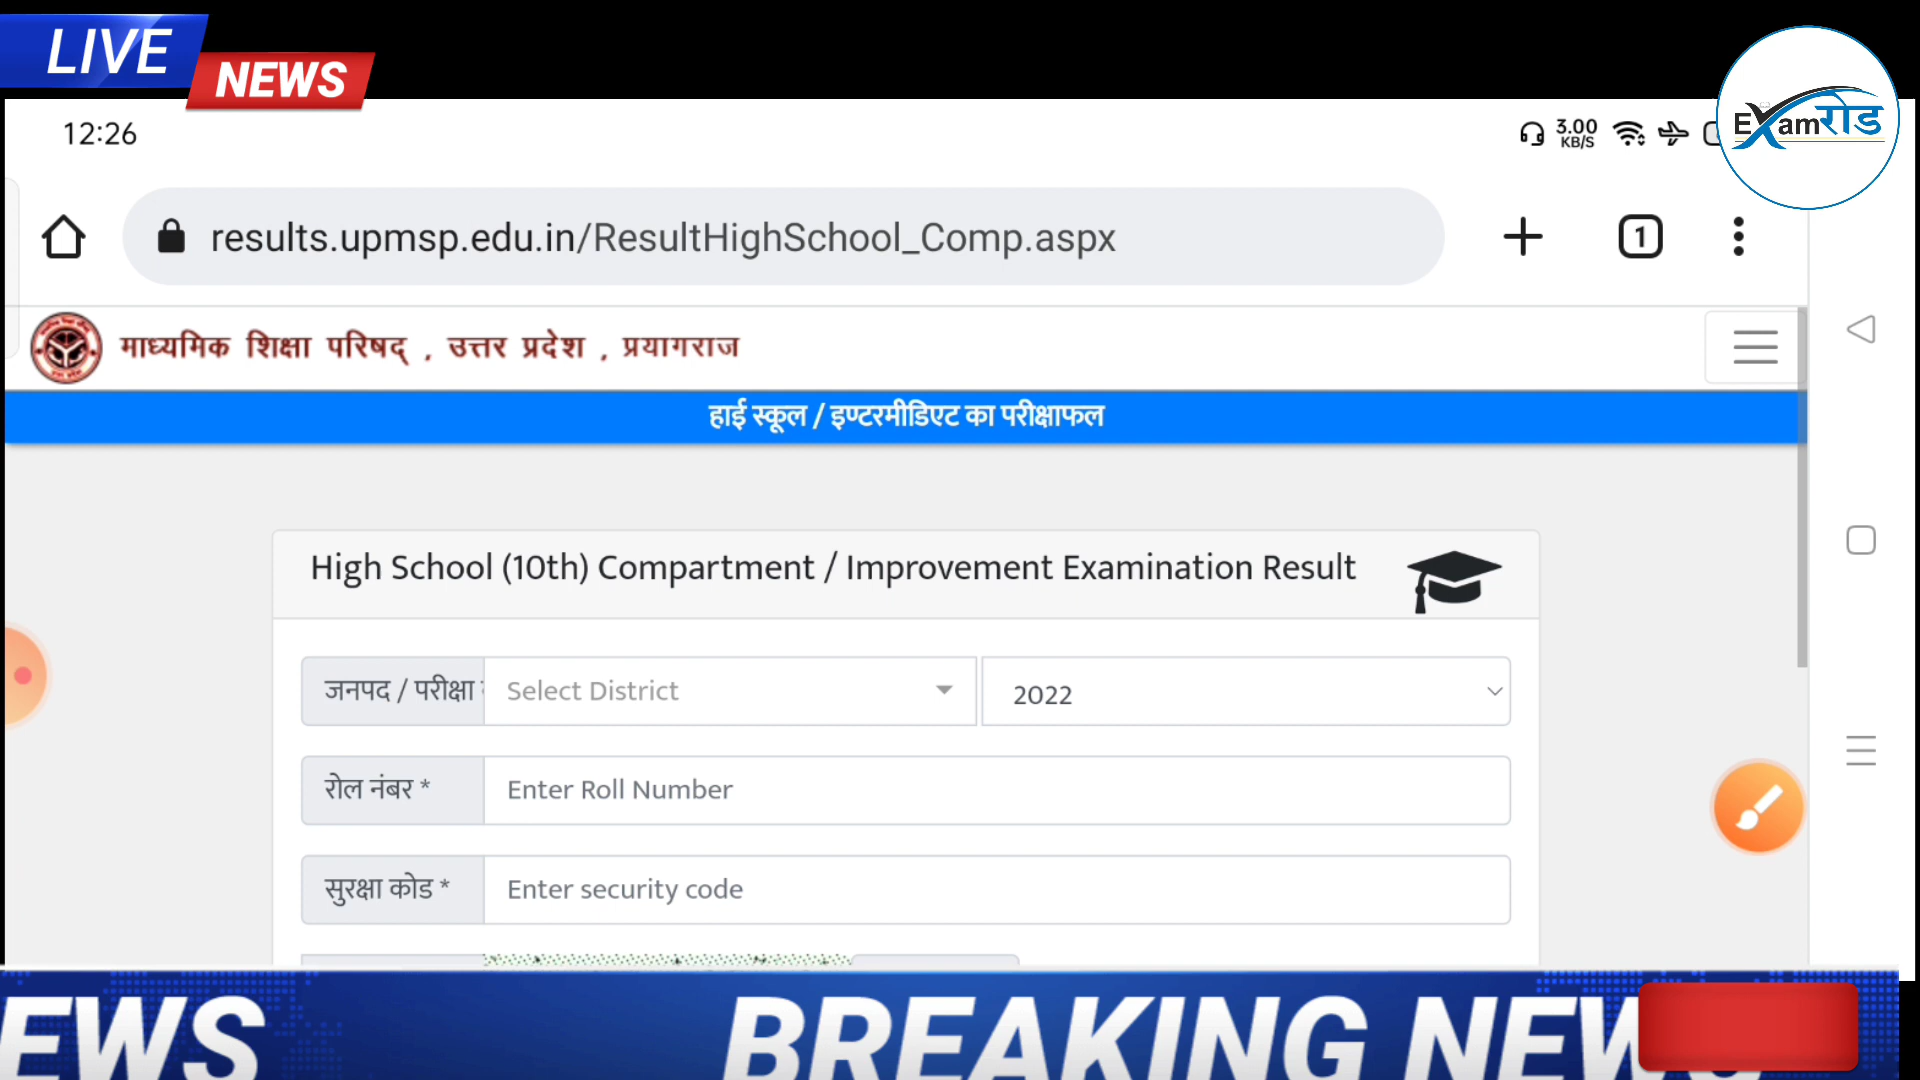 LIVE
NEWS
Examरोड
12:26
3.00
KB/S
results.upmsp.edu.in/ResultHighSchool_Comp.aspx
1
माध्यमिक शिक्षा परिषद् , उत्तर प्रदेश , प्रयागराज
हाई स्कूल / इण्टरमीडिएट का परीक्षाफल
High School (10th) Compartment / Improvement Examination Result
जनपद / परीक्षा
Select District
2022
रोल नंबर *
Enter Roll Number
सुरक्षा कोड *
Enter security code
EWS
BREAKING NEWS